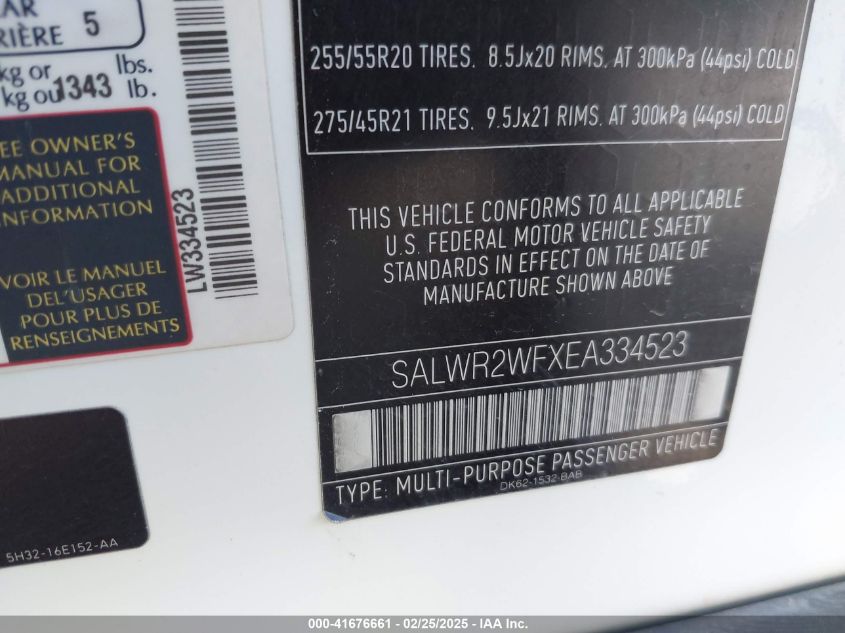 LAR
RIÈRE 5
kg or lbs.
kg ou 1343 lb.
EE OWNER'S
MANUAL FOR
ADDITIONAL
INFORMATION
VOIR LE MANUEL
DEL'USAGER
POUR PLUS DE
RENSEIGNEMENTS
LW334523
5H32-16E152-AA
255/55R20 TIRES. 8.5Jx20 RIMS. AT 300kPa (44psi) COLD
275/45R21 TIRES. 9.5Jx21 RIMS. AT 300kPa (44psi) COLD
THIS VEHICLE CONFORMS TO ALL APPLICABLE
U.S. FEDERAL MOTOR VEHICLE SAFETY
STANDARDS IN EFFECT ON THE DATE OF
MANUFACTURE SHOWN ABOVE
SALWR2WFXEA334523
TYPE: MULTI-PURPOSE PASSENGER VEHICLE
DK62-1532-BAB
000-41676661 - 02/25/2025 - IAA Inc.